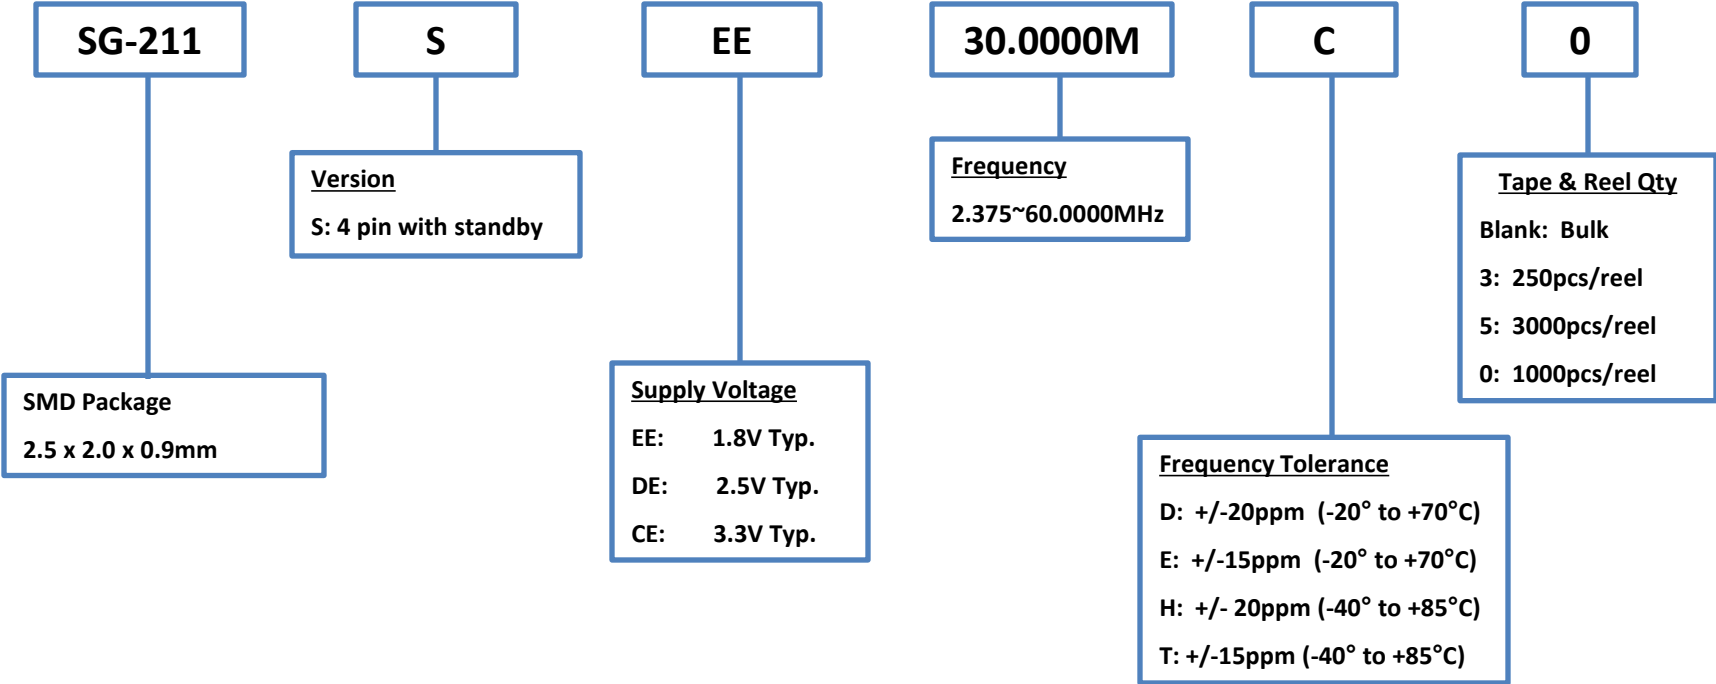 SG-211
S
EE
30.0000M
C
0
Version
S: 4 pin with standby
Frequency
2.375~60.0000MHz
Tape & Reel Qty
Blank: Bulk
3: 250pcs/reel
5: 3000pcs/reel
0: 1000pcs/reel
SMD Package
2.5 x 2.0 x 0.9mm
Supply Voltage
EE: 1.8V Typ.
DE: 2.5V Typ.
CE: 3.3V Typ.
Frequency Tolerance
D: +/-20ppm (-20° to +70°C)
E: +/-15ppm (-20° to +70°C)
H: +/- 20ppm (-40° to +85°C)
T: +/-15ppm (-40° to +85°C)